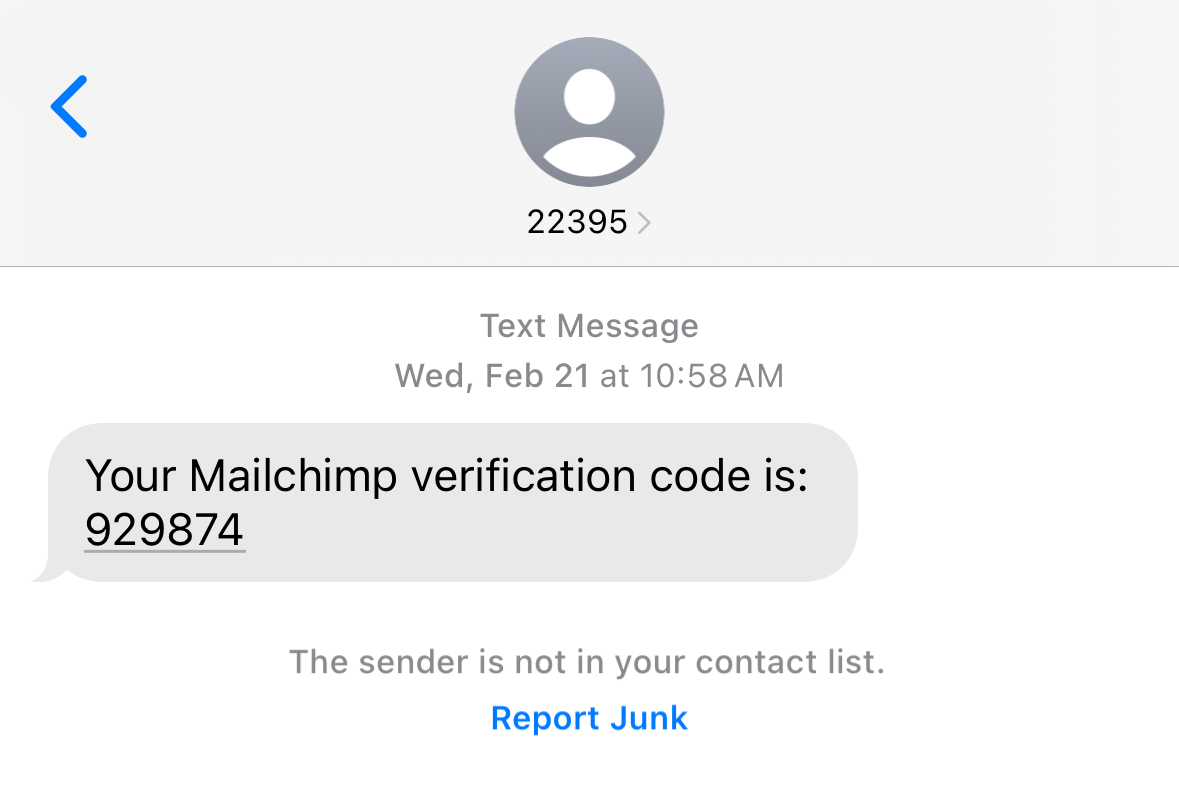 22395
Text Message
Wed, Feb 21 at 10:58 AM
Your Mailchimp verification code is:
929874
The sender is not in your contact list.
Report Junk